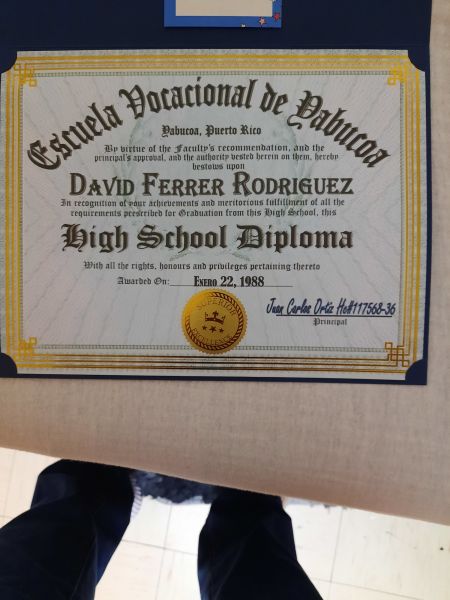 Escuela Vocacional de Yabucoa
Yabucoa, Puerto Rico
By virtue of the Faculty's recommendation, and the
principal's approval, and the authority vested herein on them, hereby
bestows upon
DAVID FERRER RODRIGUEZ
In recognition of your achievements and meritorious fulfillment of all the
requirements prescribed for Graduation from this High School, this
High School Diploma
With all the rights, honours and privileges pertaining thereto
Awarded On: ENERO 22, 1988
SUPERIOR
EXCELLENCE
Juan Carlos Ortiz Ho#117568-36
Principal